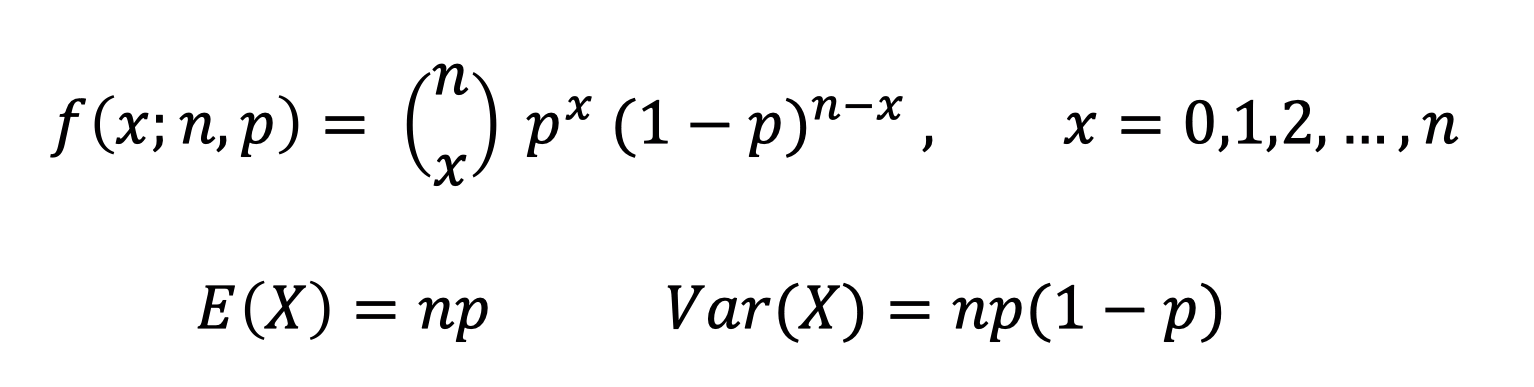 f(x; n, p) = (n x) p^x (1 − p)^{n−x} , x = 0,1,2, … , n
E(X) = np Var(X) = np(1 − p)